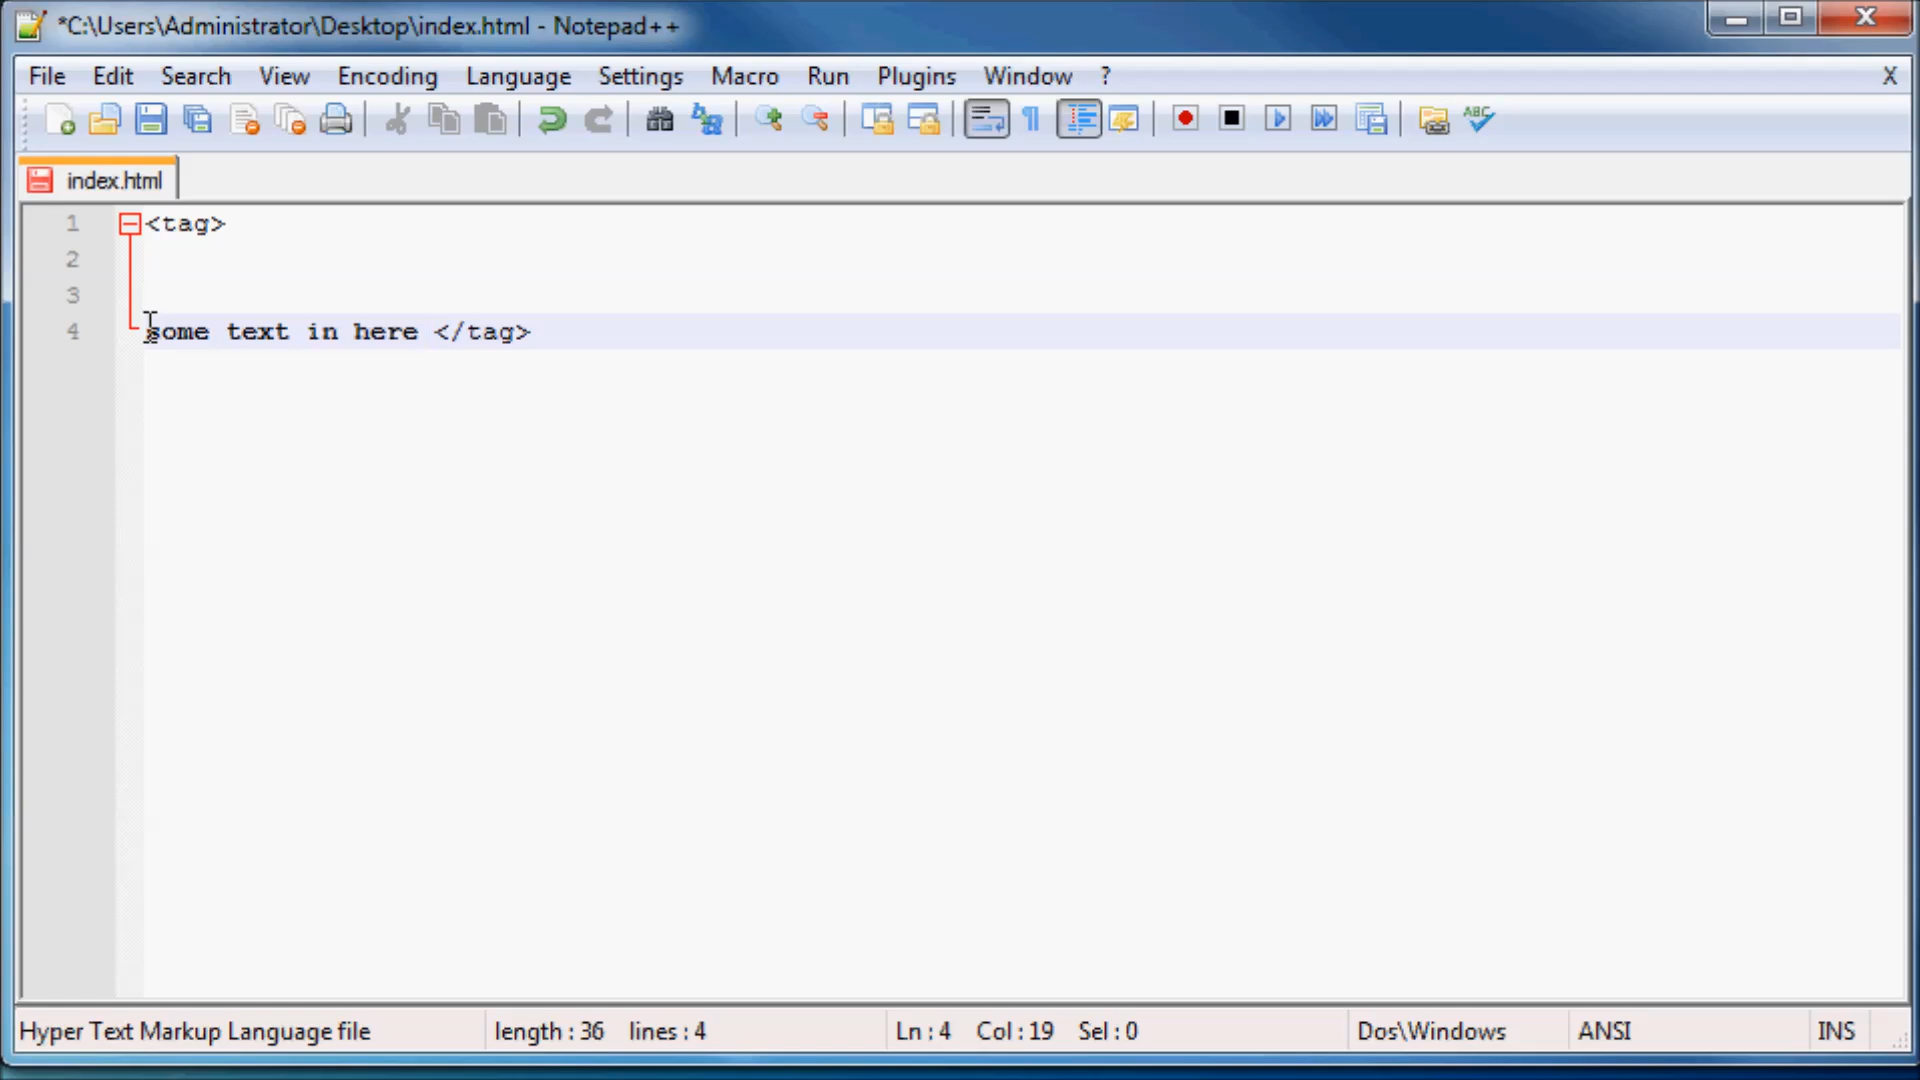 *C:\Users\Administrator\Desktop\index.html - Notepad++
File Edit Search View Encoding Language Settings Macro Run Plugins Window ? X
ABC
index.html
1 <tag>
2
3
4 some text in here </tag>
Hyper Text Markup Language file length : 36 lines : 4 Ln : 4 Col : 19 Sel : 0 Dos\Windows ANSI INS